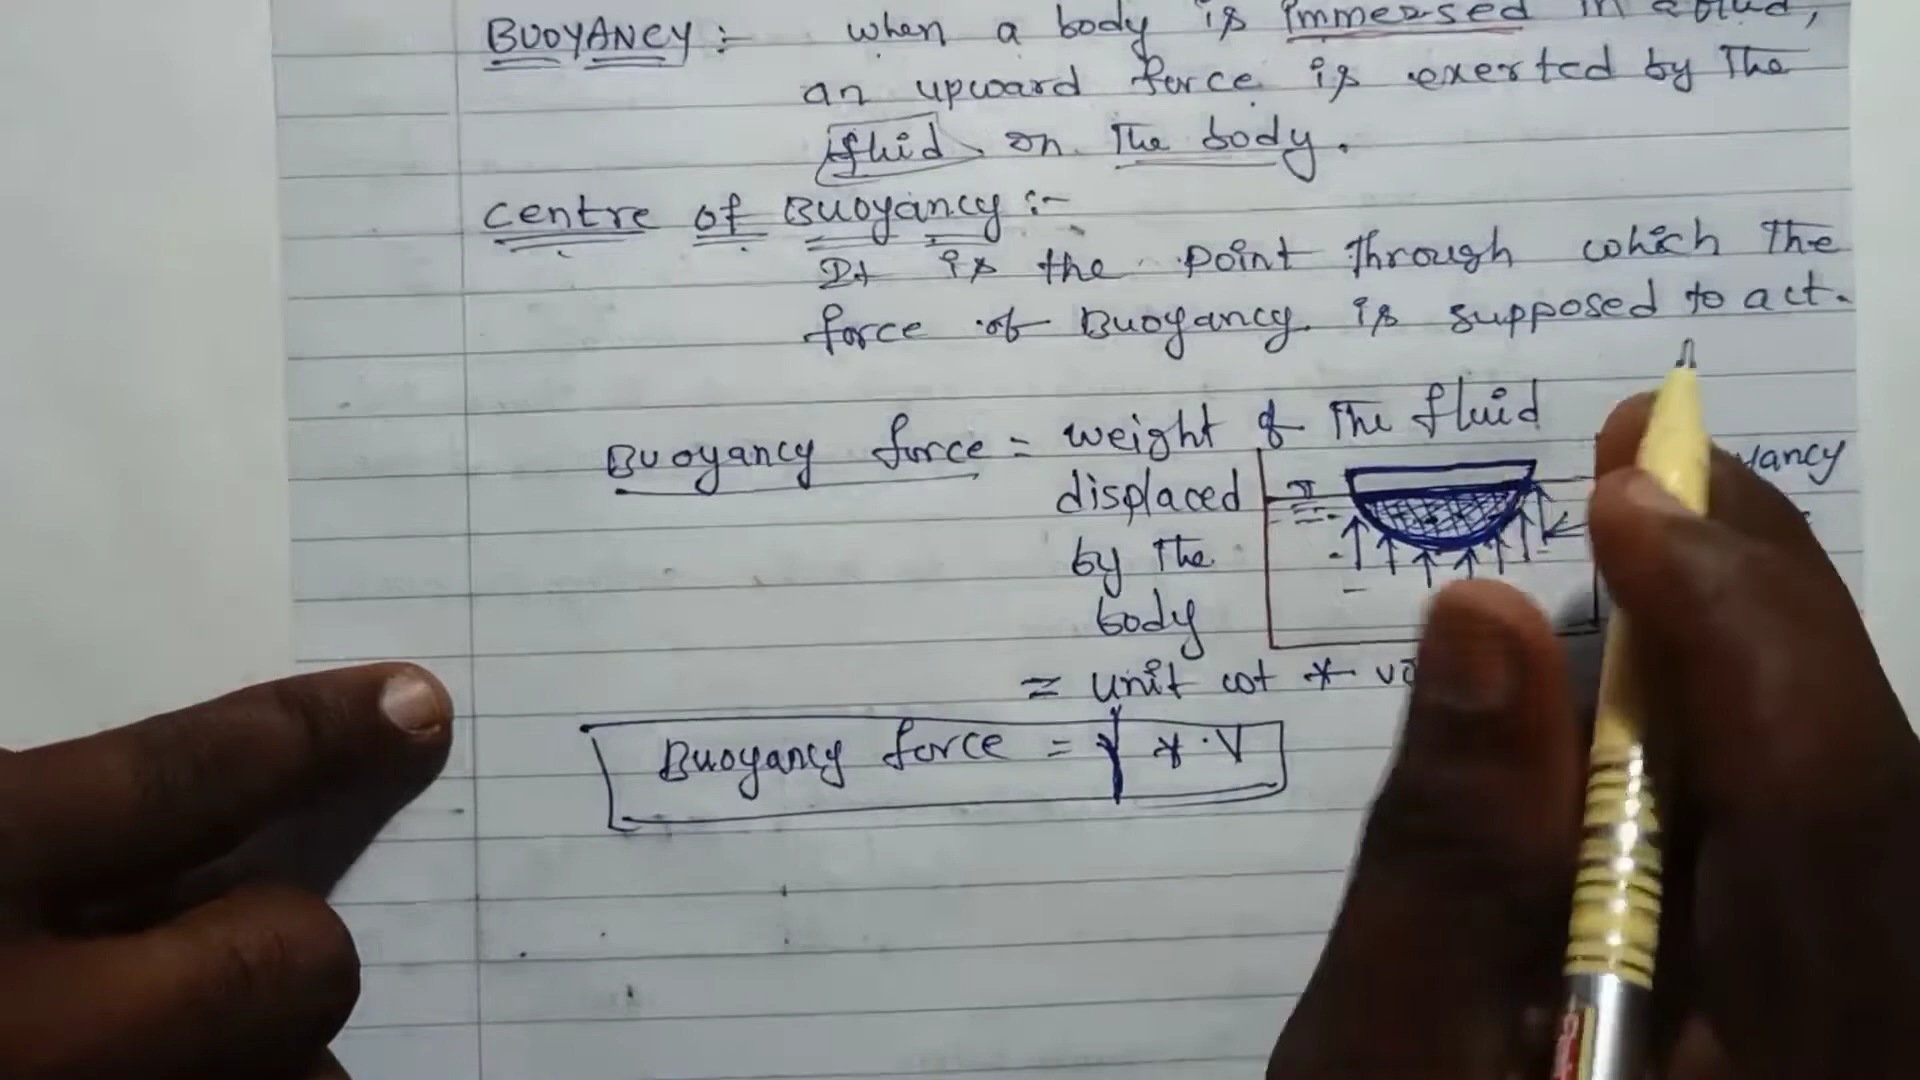 BUOYANCY :- when a body is immersed in a fluid,
an upward force is exerted by The
fluid on The body.
Centre of Buoyancy :-
It is the point through which The
force of Buoyancy is supposed to act.
Buoyancy force = weight of The fluid
displaced
by The
body
= unit wt *
Buoyancy force = γ * V